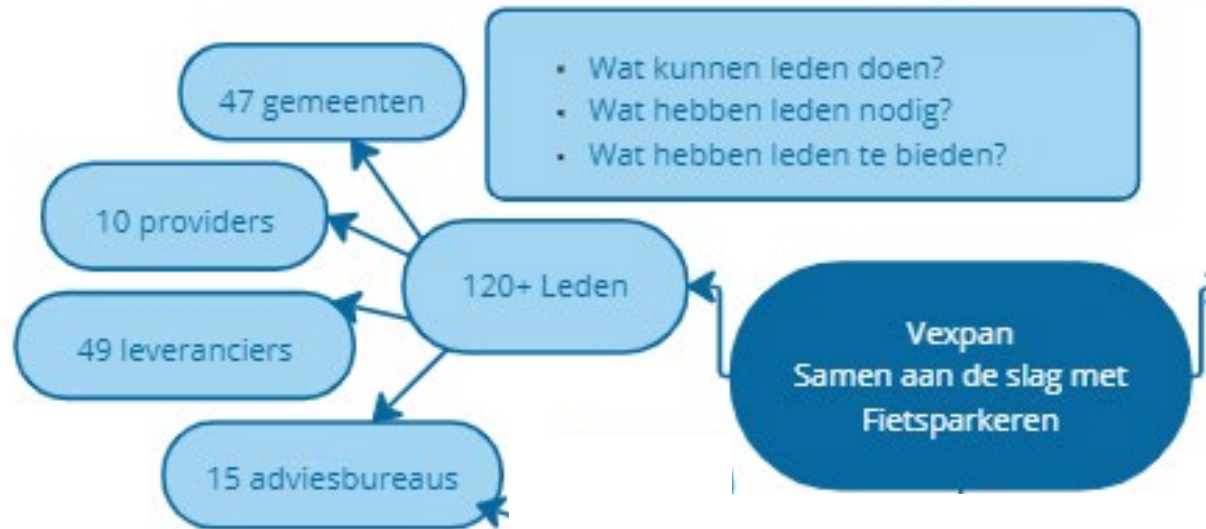 • Wat kunnen leden doen?
• Wat hebben leden nodig?
• Wat hebben leden te bieden?
47 gemeenten
10 providers
120+ Leden
49 leveranciers
15 adviesbureaus
Vexpan
Samen aan de slag met
Fietsparkeren